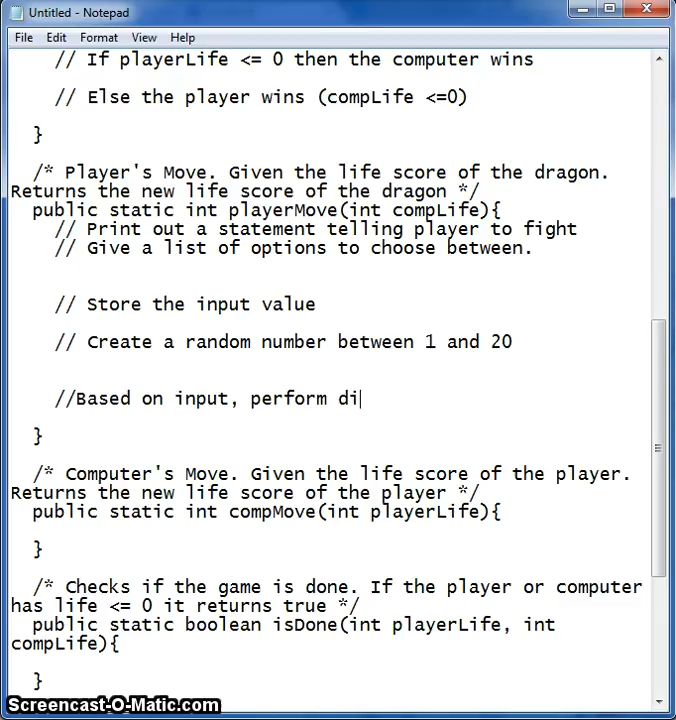 Untitled - Notepad
File Edit Format View Help
// If playerLife <= 0 then the computer wins
// Else the player wins (compLife <=0)
}
/* Player's Move. Given the life score of the dragon.
Returns the new life score of the dragon */
public static int playerMove(int compLife){
// Print out a statement telling player to fight
// Give a list of options to choose between.
// Store the input value
// Create a random number between 1 and 20
//Based on input, perform di
}
/* Computer's Move. Given the life score of the player.
Returns the new life score of the player */
public static int compMove(int playerLife){
}
/* Checks if the game is done. If the player or computer
has life <= 0 it returns true */
public static boolean isDone(int playerLife, int
compLife){
}
Screencast-O-Matic.com